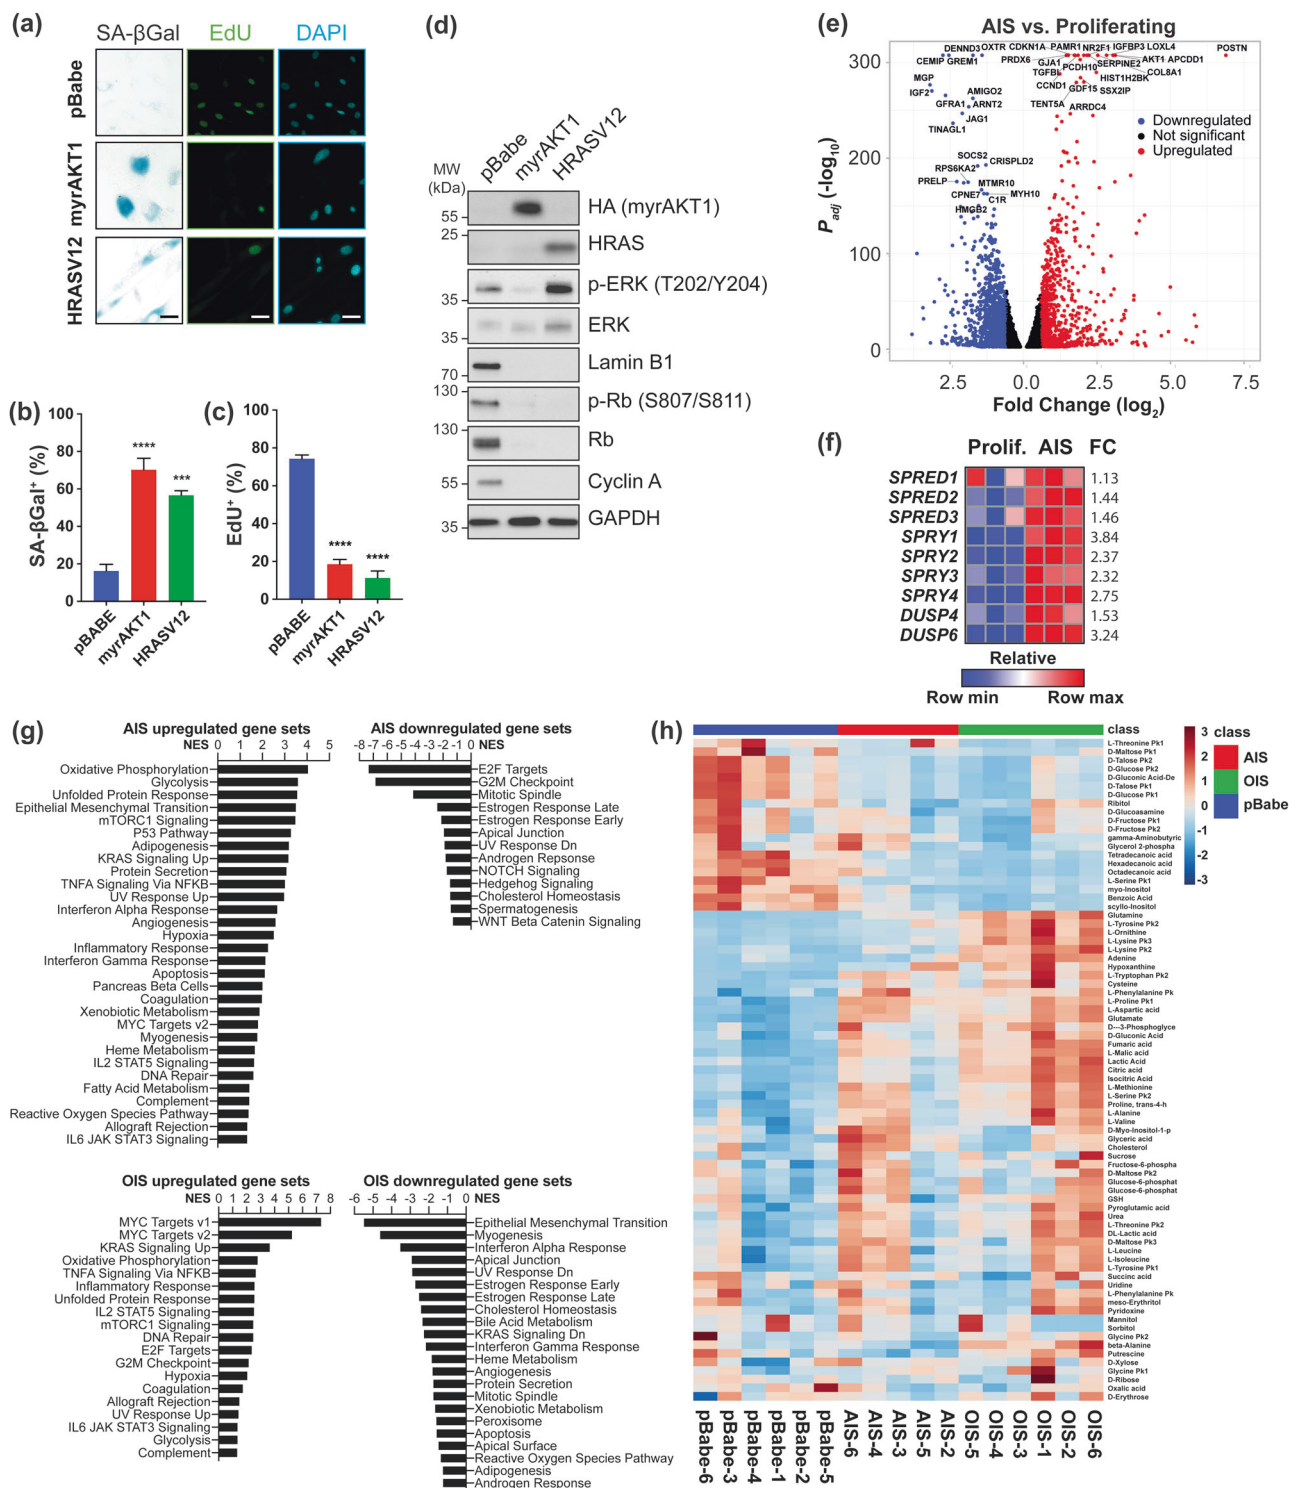 (a)
SA-βGal
EdU
DAPI
pBabe
myrAKT1
HRASV12
(b)
SA-βGal+ (%)
100
80
60
40
20
0
****
***
pBABE
myrAKT1
HRASV12
(c)
EdU+ (%)
100
80
60
40
20
0
****
****
pBABE
myrAKT1
HRASV12
(d)
MW
(kDa)
pBabe
myrAKT1
HRASV12
55
HA (myrAKT1)
25
HRAS
35
p-ERK (T202/Y204)
35
ERK
70
Lamin B1
130
p-Rb (S807/S811)
130
Rb
55
Cyclin A
35
GAPDH
(e)
AIS vs. Proliferating
Padj (-log10)
300
200
100
0
DENND3
OXTR
CDKN1A
PAMR1
NR2F1
IGFBP3
LOXL4
POSTN
CEMIP
GREM1
PRDX6
GJA1
PCDH10
SERPINE2
AKT1
APCDD1
COL8A1
MGP
TGFBI
HIST1H2BK
IGF2
AMIGO2
CCND1
GDF15
SSX2IP
GFRA1
ARNT2
TENT5A
ARRDC4
JAG1
TINAGL1
SOCS2
CRISPLD2
RPS6KA2
PRELP
MTMR10
CPNE7
C1R
MYH10
HMGB2
Downregulated
Not significant
Upregulated
2.5
0.0
2.5
5.0
7.5
Fold Change (log2)
(f)
Prolif.
AIS
FC
SPRED1
1.13
SPRED2
1.44
SPRED3
1.46
SPRY1
3.84
SPRY2
2.37
SPRY3
2.32
SPRY4
2.75
DUSP4
1.53
DUSP6
3.24
Relative
Row min
Row max
(g)
AIS upregulated gene sets
NES
0 1 2 3 4 5
Oxidative Phosphorylation
Glycolysis
Unfolded Protein Response
Epithelial Mesenchymal Transition
mTORC1 Signaling
P53 Pathway
Adipogenesis
KRAS Signaling Up
Protein Secretion
TNFA Signaling Via NFKB
UV Response Up
Interferon Alpha Response
Angiogenesis
Hypoxia
Inflammatory Response
Interferon Gamma Response
Apoptosis
Pancreas Beta Cells
Coagulation
Xenobiotic Metabolism
MYC Targets v2
Myogenesis
Heme Metabolism
IL2 STAT5 Signaling
DNA Repair
Fatty Acid Metabolism
Complement
Reactive Oxygen Species Pathway
Allograft Rejection
IL6 JAK STAT3 Signaling
AIS downregulated gene sets
-8 -7 -6 -5 -4 -3 -2 -1 0 NES
E2F Targets
G2M Checkpoint
Mitotic Spindle
Estrogen Response Late
Estrogen Response Early
Apical Junction
UV Response Dn
Androgen Repsonse
NOTCH Signaling
Hedgehog Signaling
Cholesterol Homeostasis
Spermatogenesis
WNT Beta Catenin Signaling
OIS upregulated gene sets
NES 0 1 2 3 4 5 6 7 8
MYC Targets v1
MYC Targets v2
KRAS Signaling Up
Oxidative Phosphorylation
TNFA Signaling Via NFKB
Inflammatory Response
Unfolded Protein Response
IL2 STAT5 Signaling
mTORC1 Signaling
DNA Repair
E2F Targets
G2M Checkpoint
Hypoxia
Coagulation
Allograft Rejection
UV Response Up
IL6 JAK STAT3 Signaling
Glycolysis
Complement
OIS downregulated gene sets
-6 -5 -4 -3 -2 -1 0 NES
Epithelial Mesenchymal Transition
Myogenesis
Interferon Alpha Response
Apical Junction
UV Response Dn
Estrogen Response Early
Estrogen Response Late
Cholesterol Homeostasis
Bile Acid Metabolism
KRAS Signaling Dn
Interferon Gamma Response
Heme Metabolism
Angiogenesis
Protein Secretion
Mitotic Spindle
Xenobiotic Metabolism
Peroxisome
Apoptosis
Apical Surface
Reactive Oxygen Species Pathway
Adipogenesis
Androgen Response
(h)
class
L-Threonine Pk1
D-Maltose Pk1
D-Talose Pk2
D-Glucose Pk2
D-Gluconic Acid-De
D-Talose Pk1
D-Glucose Pk1
Ribitol
D-Glucoasamine
D-Fructose Pk1
D-Fructose Pk2
gamma-Aminobutyric
Glycerol 2-phospha
Tetradecanoic acid
Hexadecanoic acid
Octadecanoic acid
L-Serine Pk1
myo-Inositol
Benzoic Acid
scyllo-Inositol
Glutamine
L-Tyrosine Pk2
L-Ornithine
L-Lysine Pk3
L-Lysine Pk2
Adenine
Hypoxanthine
L-Tryptophan Pk2
Cysteine
L-Phenylalanine Pk
L-Proline Pk1
L-Aspartic acid
Glutamate
D---3-Phosphoglyce
D-Gluconic Acid
Fumaric acid
L-Malic acid
Lactic Acid
Citric acid
Isocitric Acid
L-Methionine
L-Serine Pk2
Proline, trans-4-h
L-Alanine
L-Valine
D-Myo-Inositol-1-p
Glyceric acid
Cholesterol
Sucrose
Fructose-6-phospha
D-Maltose Pk2
Glucose-6-phosphat
Glucose-6-phosphat
GSH
Pyroglutamic acid
Urea
L-Threonine Pk2
DL-Lactic acid
D-Maltose Pk3
L-Leucine
L-Isoleucine
L-Tyrosine Pk1
Succinic acid
Uridine
L-Phenylalanine Pk
meso-Erythritol
Pyridoxine
Mannitol
Sorbitol
Glycine Pk2
beta-Alanine
Putrescine
D-Xylose
Glycine Pk1
D-Ribose
Oxalic acid
D-Erythrose
3
2
1
0
-1
-2
-3
class
AIS
OIS
pBabe
pBabe-6
pBabe-3
pBabe-4
pBabe-1
pBabe-2
pBabe-5
AIS-6
AIS-4
AIS-3
AIS-5
AIS-2
OIS-5
OIS-4
OIS-3
OIS-1
OIS-2
OIS-6